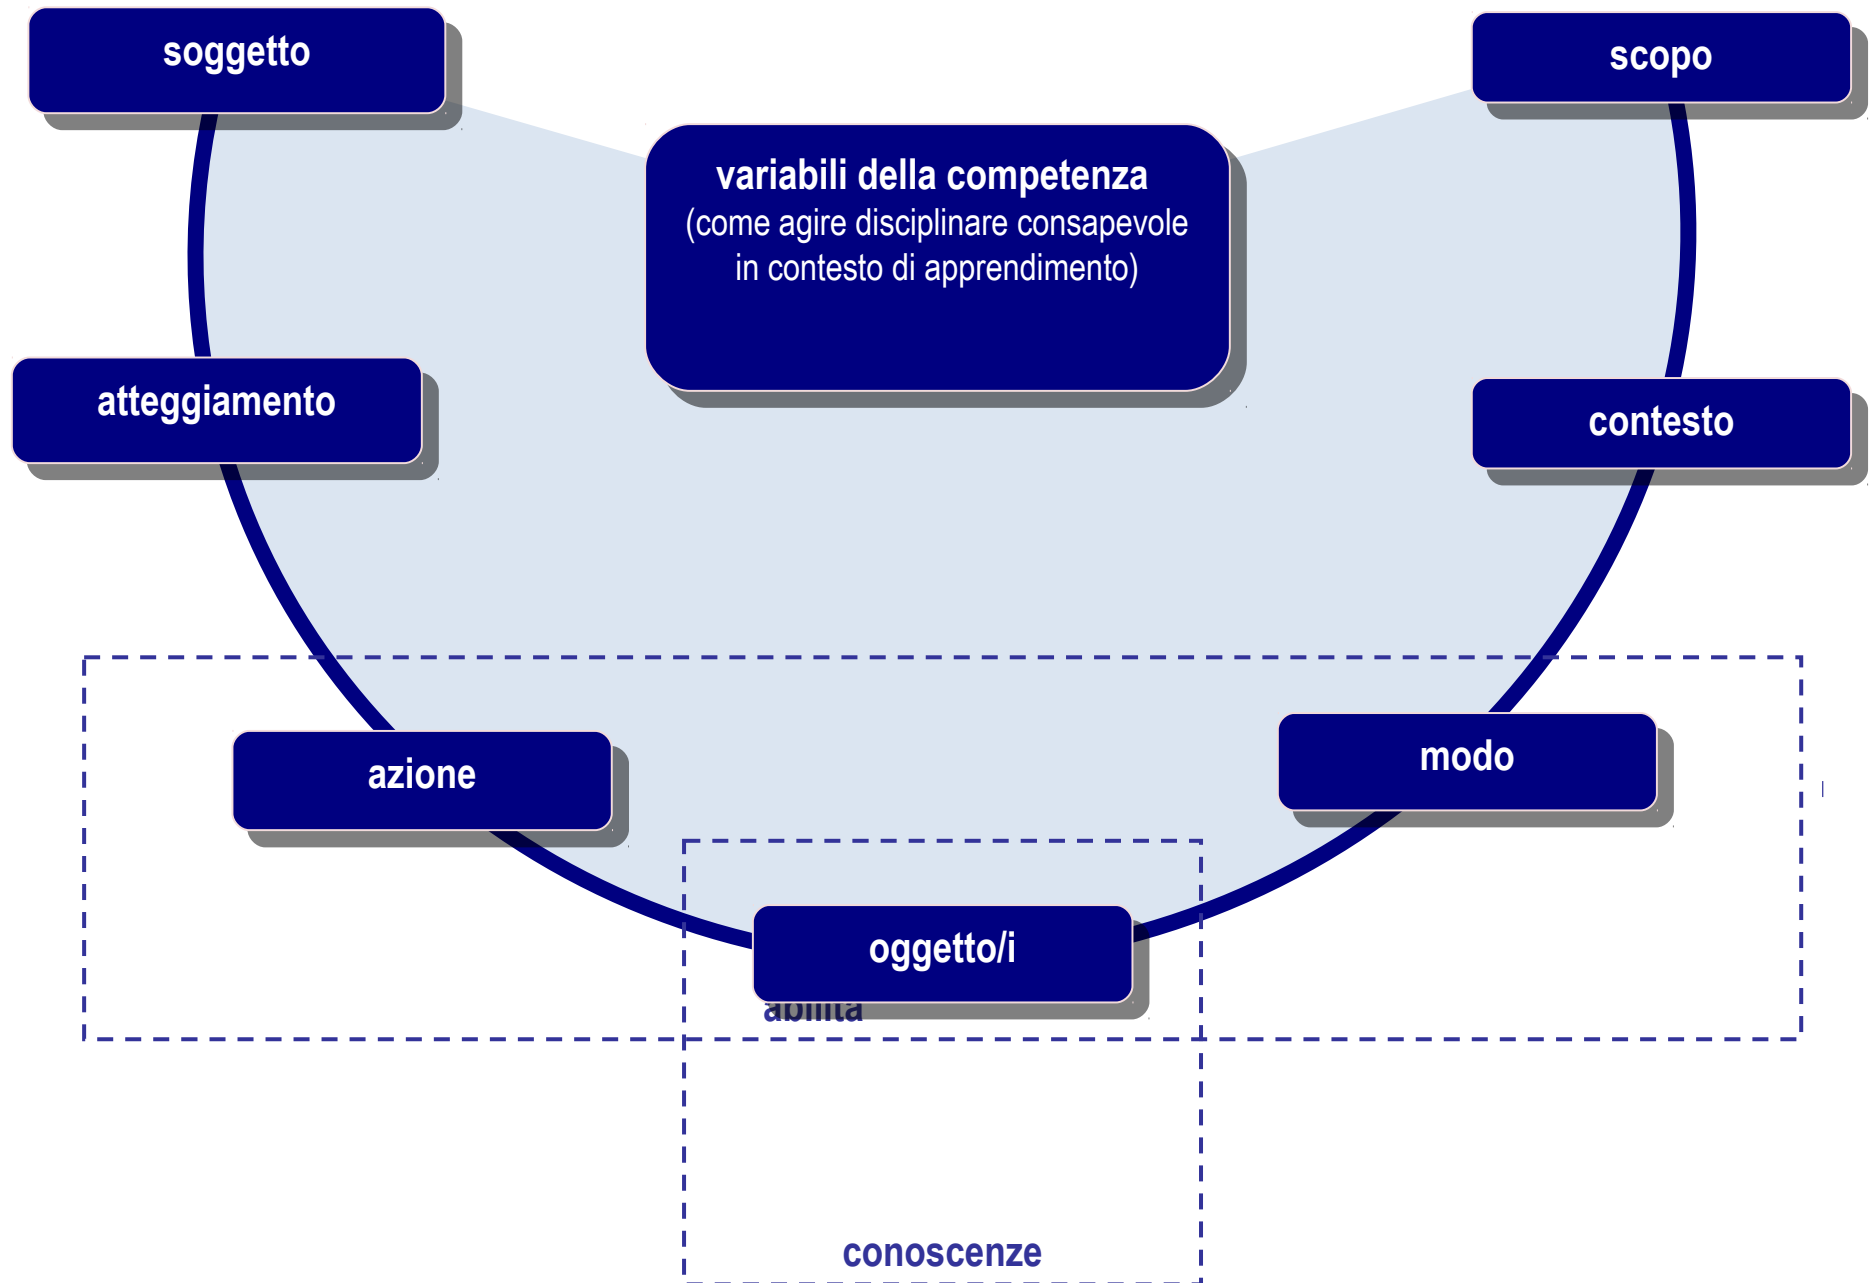 soggetto
scopo
variabili della competenza
(come agire disciplinare consapevole
in contesto di apprendimento)
atteggiamento
contesto
azione
modo
oggetto/i
abilità
conoscenze